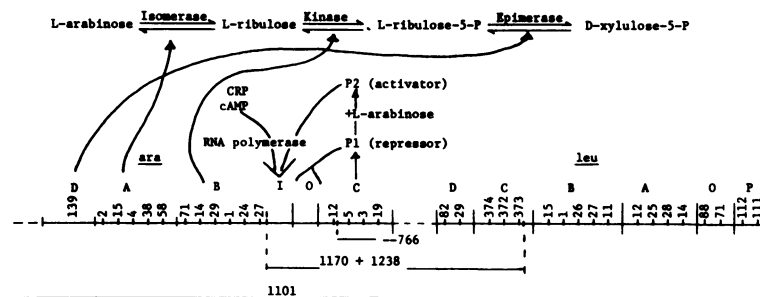 L-arabinose Isomerase L-ribulose Kinase L-ribulose-5-P Epimerase D-xylulose-5-P
CRP
cAMP
P2 (activator)
+L-arabinose
RNA polymerase
P1 (repressor)
ara
leu
D A B I O C D C B A O P
139 -2 -15 -4 -38 -58 -71 -14 -29 -1 -24 -27 -12 -5 -3 -19 -82 -29 -374 -372 -373 -15 -1 -26 -27 -11 -12 -25 -28 -14 -88 -71 -112 -111
766
1170 + 1238
1101